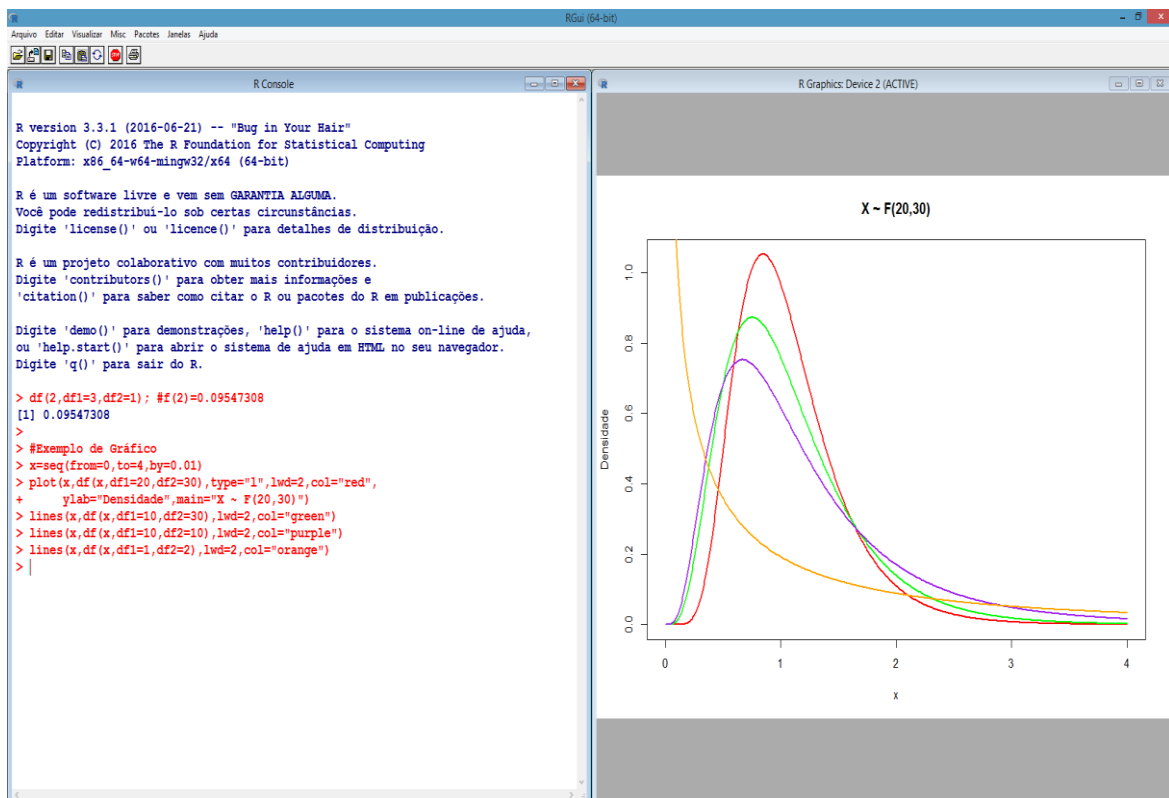 RGui (64-bit)
Arquivo Editar Visualizar Misc Pacotes Janelas Ajuda
STOP
R Console
R version 3.3.1 (2016-06-21) -- "Bug in Your Hair"
Copyright (C) 2016 The R Foundation for Statistical Computing
Platform: x86_64-w64-mingw32/x64 (64-bit)
R é um software livre e vem sem GARANTIA ALGUMA.
Você pode redistribuí-lo sob certas circunstâncias.
Digite 'license()' ou 'licence()' para detalhes de distribuição.
R é um projeto colaborativo com muitos contribuidores.
Digite 'contributors()' para obter mais informações e
'citation()' para saber como citar o R ou pacotes do R em publicações.
Digite 'demo()' para demonstrações, 'help()' para o sistema on-line de ajuda,
ou 'help.start()' para abrir o sistema de ajuda em HTML no seu navegador.
Digite 'q()' para sair do R.
> df(2,df1=3,df2=1); #f(2)=0.09547308
[1] 0.09547308
>
> #Exemplo de Gráfico
> x=seq(from=0,to=4,by=0.01)
> plot(x,df(x,df1=20,df2=30),type="l",lwd=2,col="red",
+ ylab="Densidade",main="X ~ F(20,30)")
> lines(x,df(x,df1=10,df2=30),lwd=2,col="green")
> lines(x,df(x,df1=10,df2=10),lwd=2,col="purple")
> lines(x,df(x,df1=1,df2=2),lwd=2,col="orange")
>
R Graphics: Device 2 (ACTIVE)
X ~ F(20,30)
Densidade
1.0
0.8
0.6
0.4
0.2
0.0
0 1 2 3 4
x